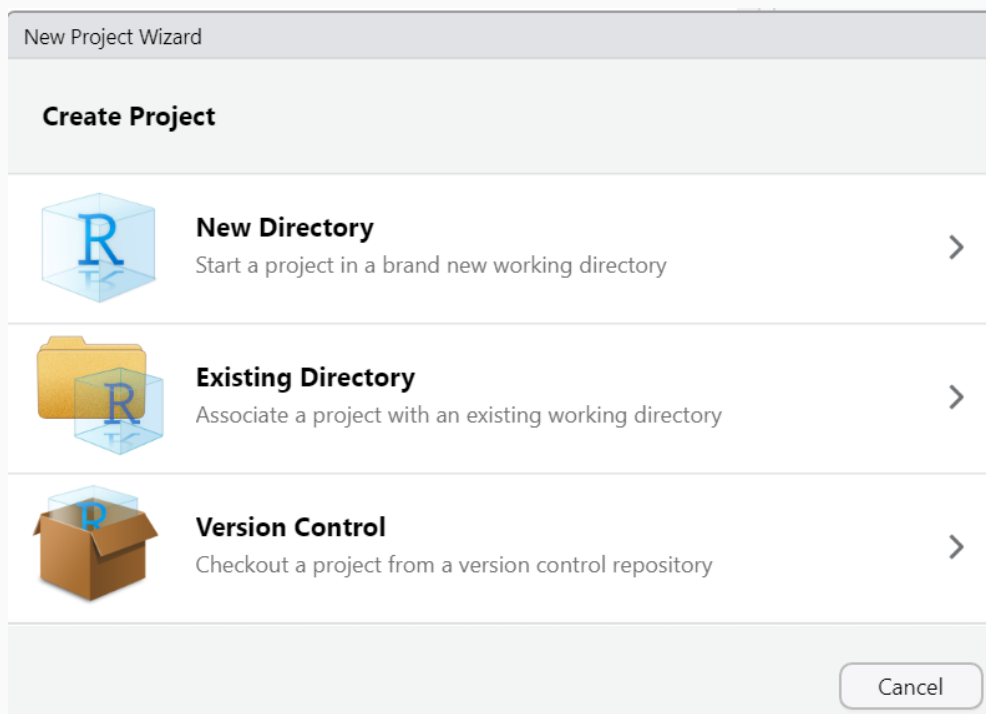 New Project Wizard
Create Project
New Directory
Start a project in a brand new working directory
Existing Directory
Associate a project with an existing working directory
Version Control
Checkout a project from a version control repository
Cancel